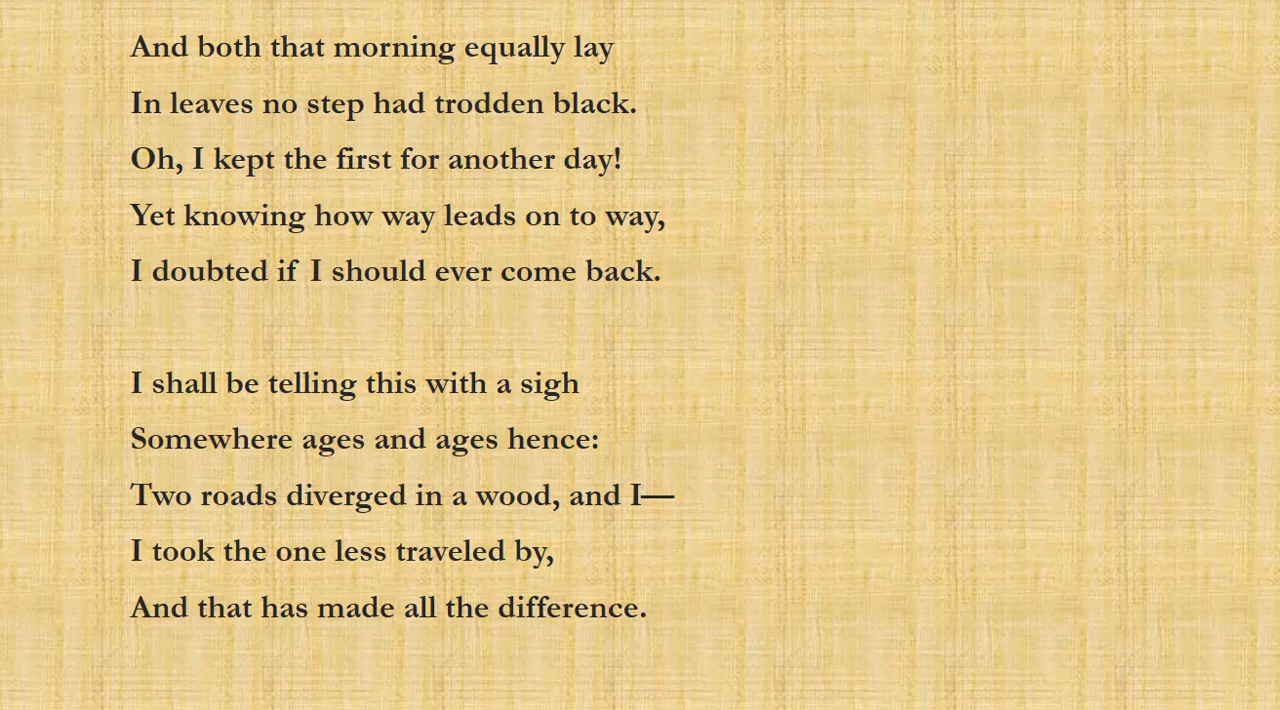 And both that morning equally lay
In leaves no step had trodden black.
Oh, I kept the first for another day!
Yet knowing how way leads on to way,
I doubted if I should ever come back.

I shall be telling this with a sigh
Somewhere ages and ages hence:
Two roads diverged in a wood, and I—
I took the one less traveled by,
And that has made all the difference.